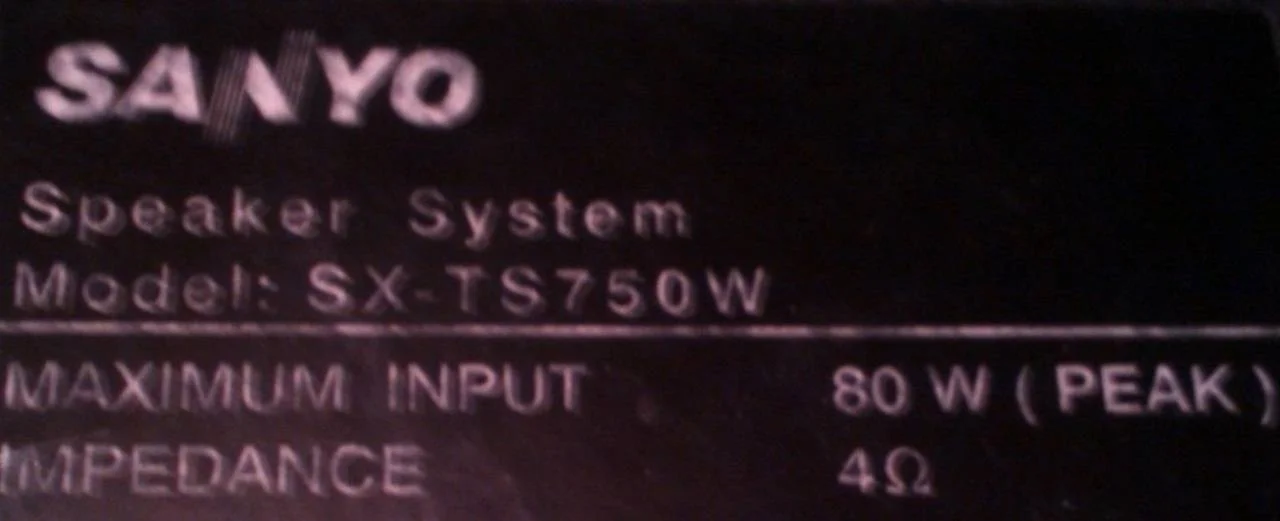 SANYO
Speaker System
Model: SX-TS750W
MAXIMUM INPUT 80 W ( PEAK )
IMPEDANCE 4Ω